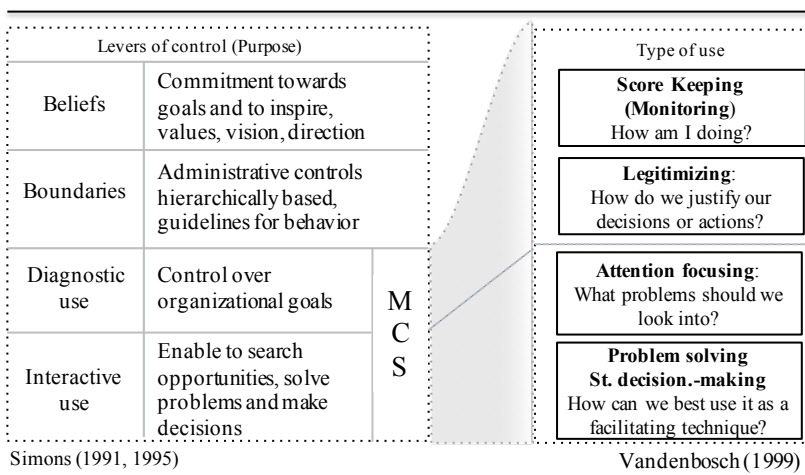 Levers of control (Purpose)
Beliefs
Commitment towards
goals and to inspire,
values, vision, direction
Boundaries
Administrative controls
hierarchically based,
guidelines for behavior
Diagnostic
use
Control over
organizational goals
Interactive
use
Enable to search
opportunities, solve
problems and make
decisions
M
C
S
Simons (1991, 1995)
Type of use
Score Keeping
(Monitoring)
How am I doing?
Legitimizing:
How do we justify our
decisions or actions?
Attention focusing:
What problems should we
look into?
Problem solving
St. decision.-making
How can we best use it as a
facilitating technique?
Vandenbosch (1999)